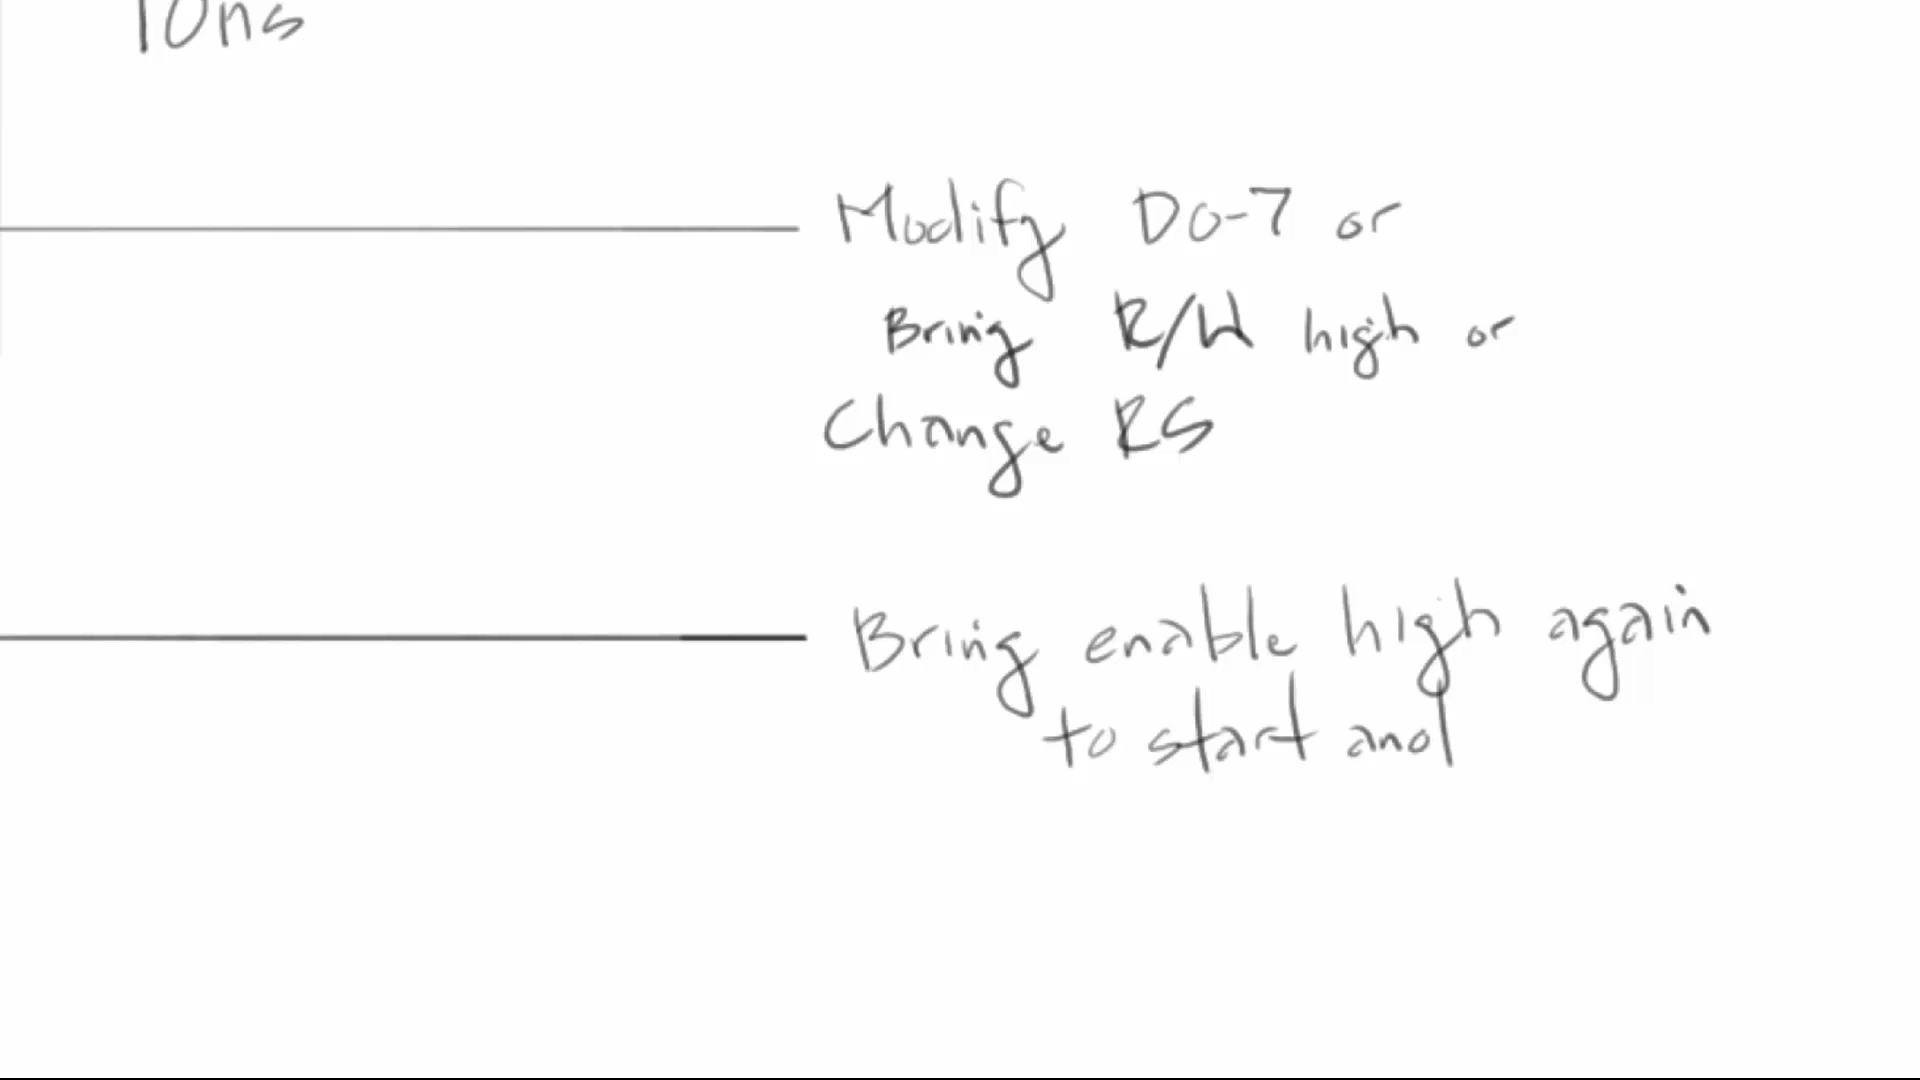 10ns
Modify D0-7 or
Bring R/W high or
Change RS
Bring enable high again
to start and